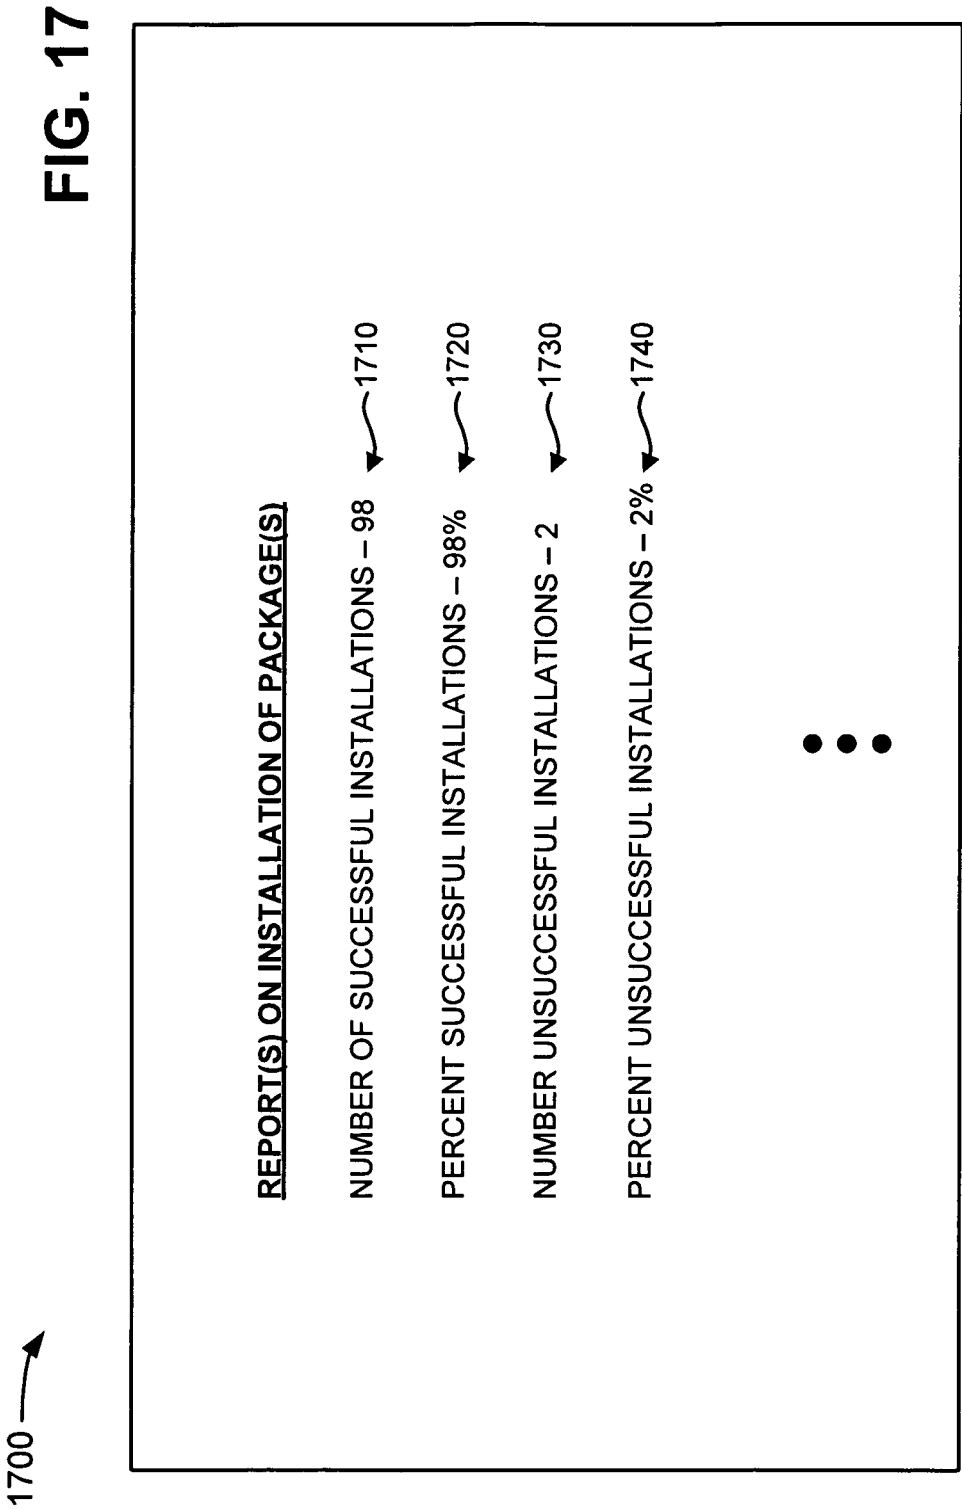 FIG. 17
1700
REPORT(S) ON INSTALLATION OF PACKAGE(S)
NUMBER OF SUCCESSFUL INSTALLATIONS – 98
1710
PERCENT SUCCESSFUL INSTALLATIONS – 98%
1720
NUMBER UNSUCCESSFUL INSTALLATIONS – 2
1730
PERCENT UNSUCCESSFUL INSTALLATIONS – 2%
1740